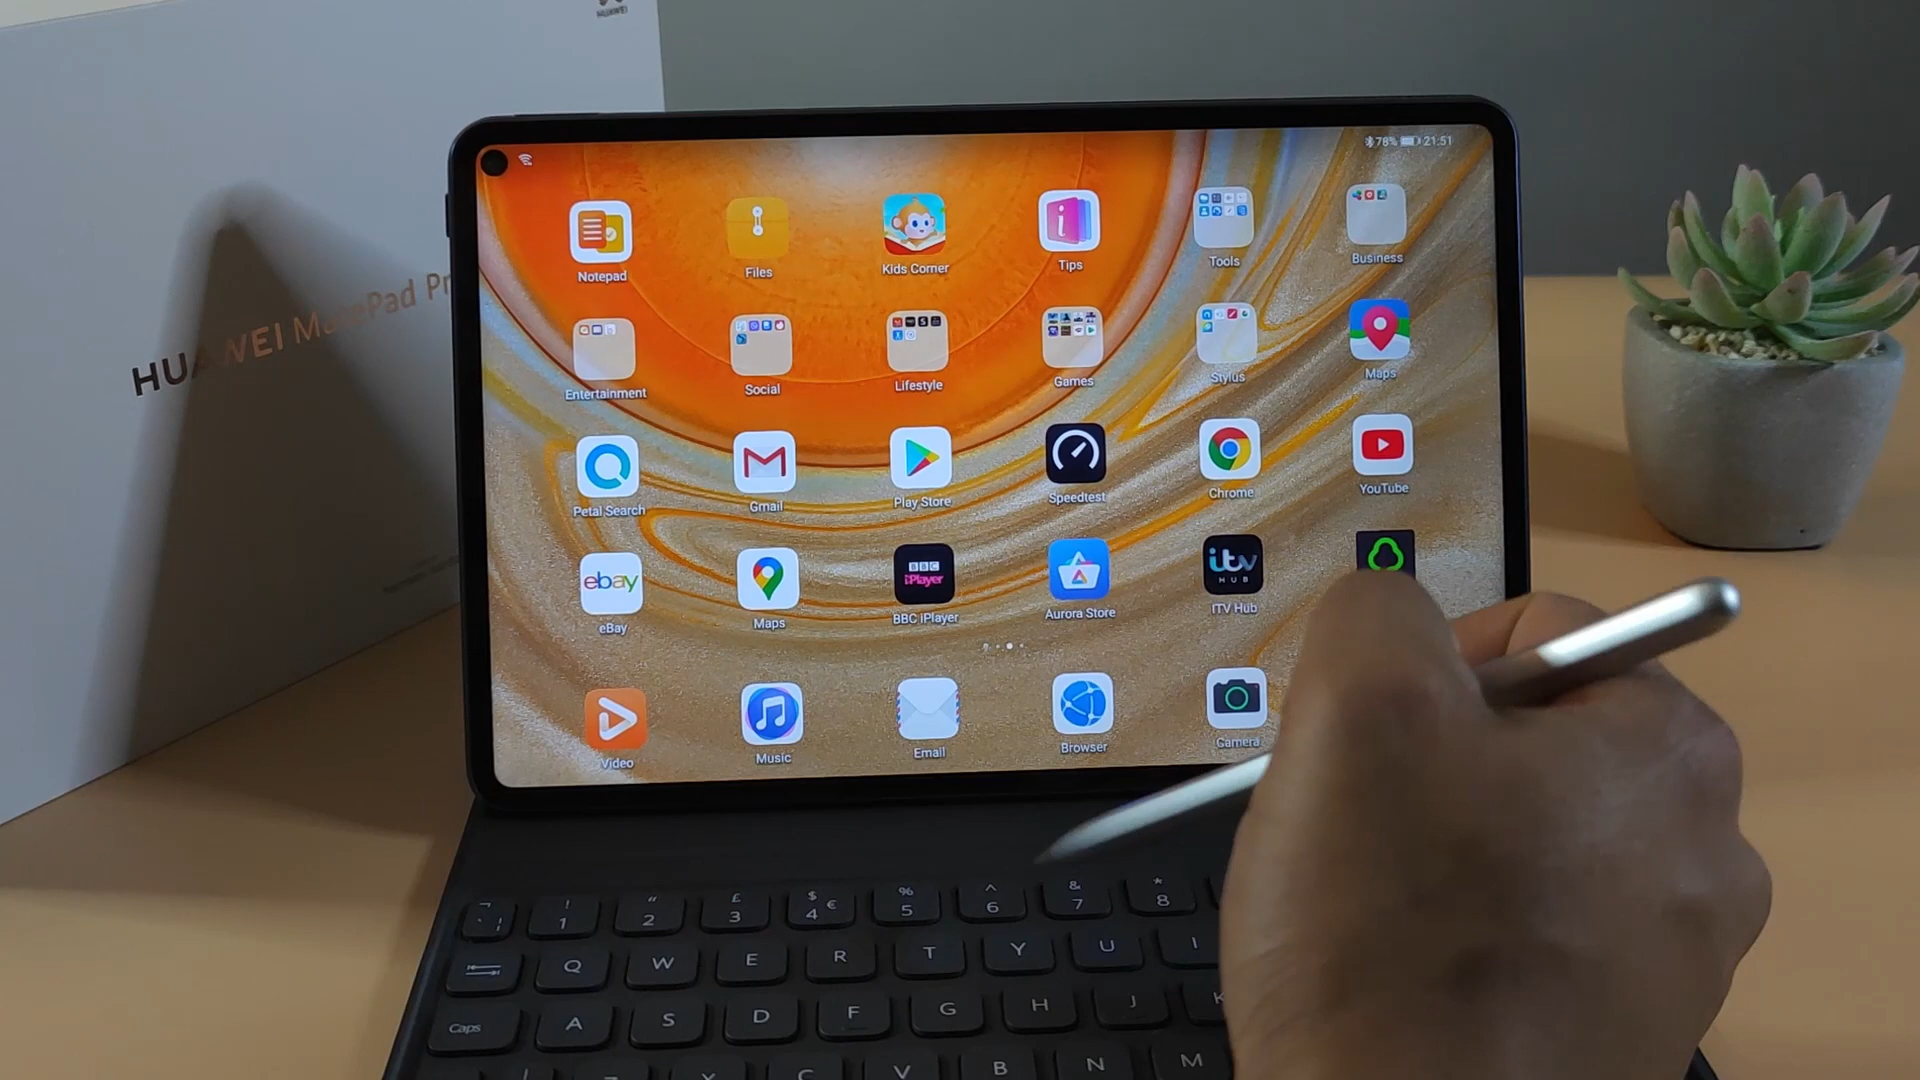 HUAWEI
HUAWEI MatePad Pr
78% 21:51
Notepad
Files
Kids Corner
Tips
Tools
Business
Entertainment
Social
Lifestyle
Games
Stylus
Maps
Petal Search
Gmail
Play Store
Speedtest
Chrome
YouTube
ebay
BBC
iPlayer
itv
HUB
eBay
Maps
BBC iPlayer
Aurora Store
ITV Hub
Video
Music
Email
Browser
Camera
! " £ $ € % ^ & *
1 2 3 4 5 6 7 8
Q W E R T Y U I
Caps A S D F G H J K
C V B N M